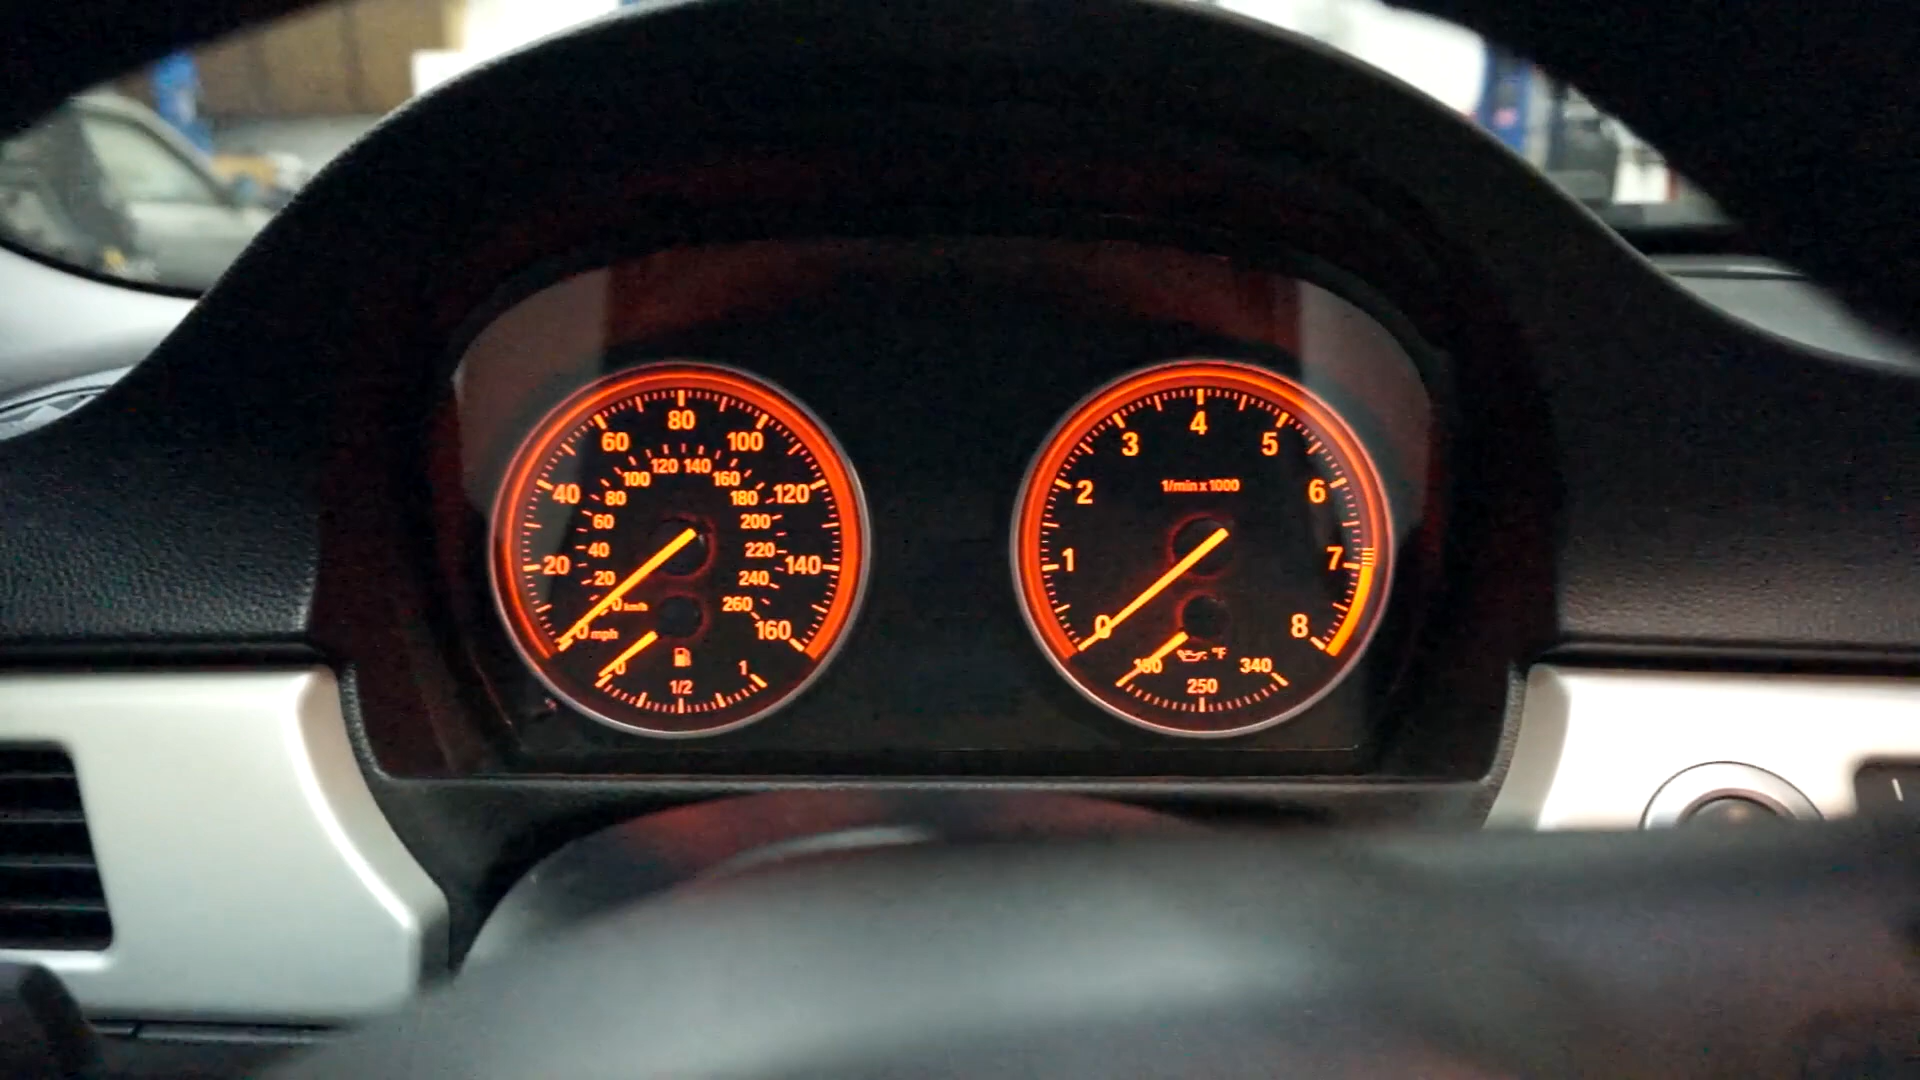 80
60 100
100 120 140 160
40 80 180 120
60 200
20 40 220 140
20 240
0 km/h 260
0 mph 160
0 1
1/2
4
3 5
1/min x 1000
2 6
1 7
0 8
°F 340
250